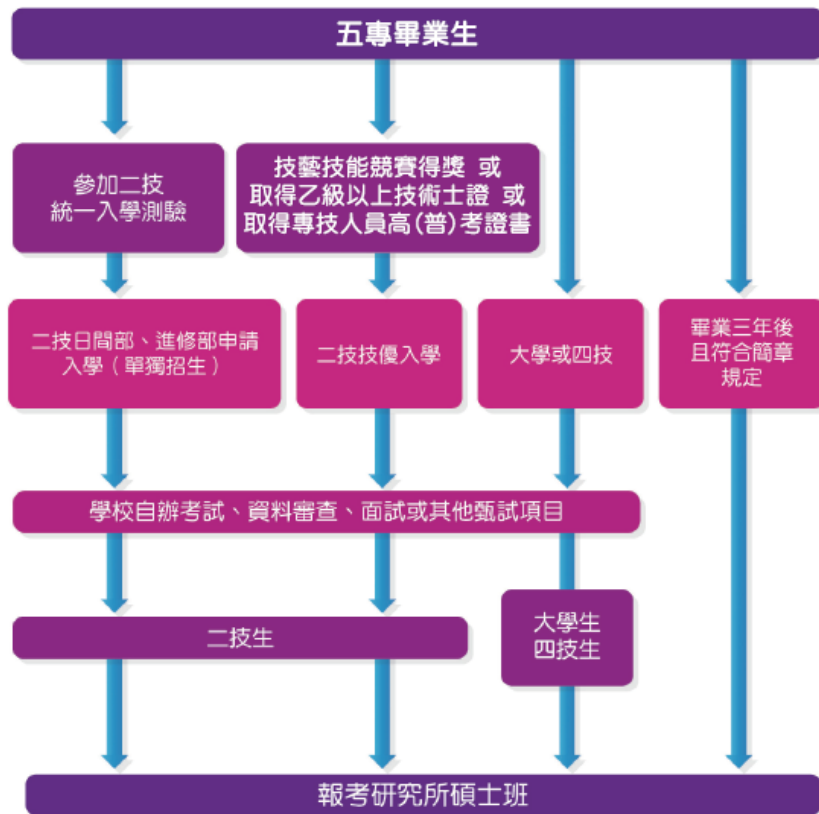 五專畢業生
參加二技
統一入學測驗
技藝技能競賽得獎 或
取得乙級以上技術士證 或
取得專技人員高(普)考證書
二技日間部、進修部申請
入學（單獨招生）
二技技優入學
大學或四技
畢業三年後
且符合簡章
規定
學校自辦考試、資料審查、面試或其他甄試項目
二技生
大學生
四技生
報考研究所碩士班